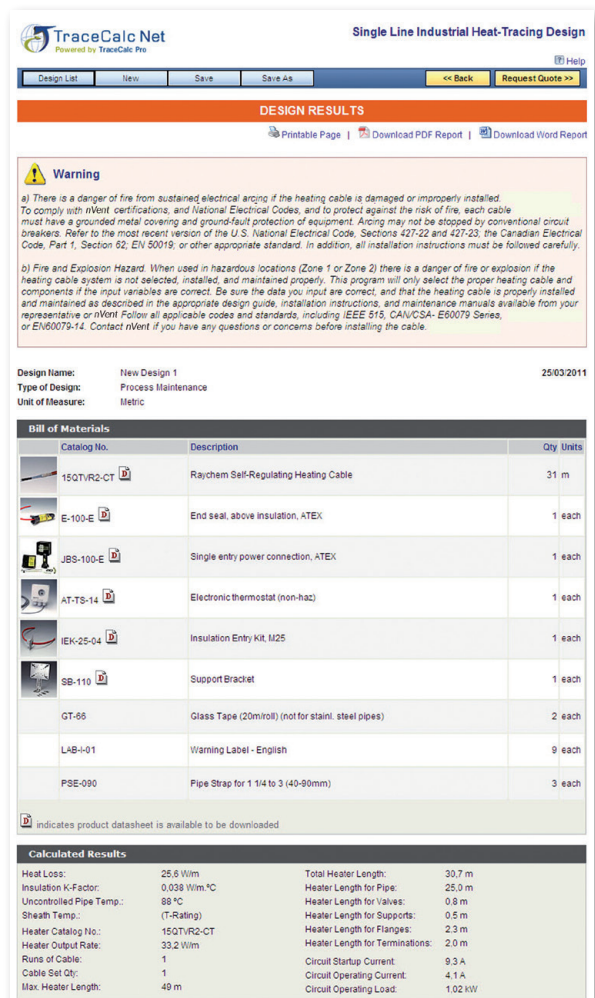 TraceCalc Net
Powered by TraceCalc Pro
Single Line Industrial Heat-Tracing Design
Help
Design List New Save Save As << Back Request Quote >>
DESIGN RESULTS
Printable Page | Download PDF Report | Download Word Report
Warning
a) There is a danger of fire from sustained electrical arcing if the heating cable is damaged or improperly installed.
To comply with nVent certifications, and National Electrical Codes, and to protect against the risk of fire, each cable
must have a grounded metal covering and ground-fault protection of equipment. Arcing may not be stopped by conventional circuit
breakers. Refer to the most recent version of the U.S. National Electrical Code, Sections 427-22 and 427-23; the Canadian Electrical
Code, Part 1, Section 62; EN 50019; or other appropriate standard. In addition, all installation instructions must be followed carefully.
b) Fire and Explosion Hazard. When used in hazardous locations (Zone 1 or Zone 2) there is a danger of fire or explosion if the
heating cable system is not selected, installed, and maintained properly. This program will only select the proper heating cable and
components if the input variables are correct. Be sure the data you input are correct, and that the heating cable is properly installed
and maintained as described in the appropriate design guide, installation instructions, and maintenance manuals available from your
representative or nVent Follow all applicable codes and standards, including IEEE 515, CAN/CSA- E60079 Series,
or EN60079-14. Contact nVent if you have any questions or concerns before installing the cable.
Design Name: New Design 1 25/03/2011
Type of Design: Process Maintenance
Unit of Measure: Metric
Bill of Materials
Catalog No. Description Qty Units
15QTVR2-CT Raychem Self-Regulating Heating Cable 31 m
E-100-E End seal, above insulation, ATEX 1 each
JBS-100-E Single entry power connection, ATEX 1 each
AT-TS-14 Electronic thermostat (non-haz) 1 each
IEK-25-04 Insulation Entry Kit, M25 1 each
SB-110 Support Bracket 1 each
GT-66 Glass Tape (20m/roll) (not for stainl. steel pipes) 2 each
LAB-I-01 Warning Label - English 9 each
PSE-090 Pipe Strap for 1 1/4 to 3 (40-90mm) 3 each
indicates product datasheet is available to be downloaded
Calculated Results
Heat Loss: 25,6 W/m Total Heater Length: 30,7 m
Insulation K-Factor: 0,038 W/m.ºC Heater Length for Pipe: 25,0 m
Uncontrolled Pipe Temp.: 88 ºC Heater Length for Valves: 0.8 m
Sheath Temp.: (T-Rating) Heater Length for Supports: 0.5 m
Heater Catalog No.: 15QTVR2-CT Heater Length for Flanges: 2.3 m
Heater Output Rate: 33,2 W/m Heater Length for Terminations: 2.0 m
Runs of Cable: 1 Circuit Startup Current: 9.3 A
Cable Set Qty: 1 Circuit Operating Current: 4.1 A
Max. Heater Length: 49 m Circuit Operating Load: 1,02 kW